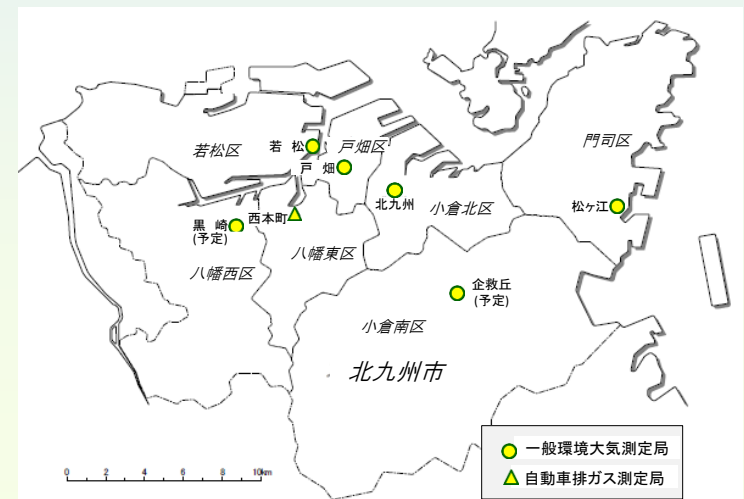 門司区
若松
戸畑区
若松区
戸畑
北九州
小倉北区
松ヶ江
西本町
黒崎
(予定)
八幡東区
八幡西区
企救丘
(予定)
小倉南区
北九州市
一般環境大気測定局
自動車排ガス測定局
0 2 4 6 8 10km